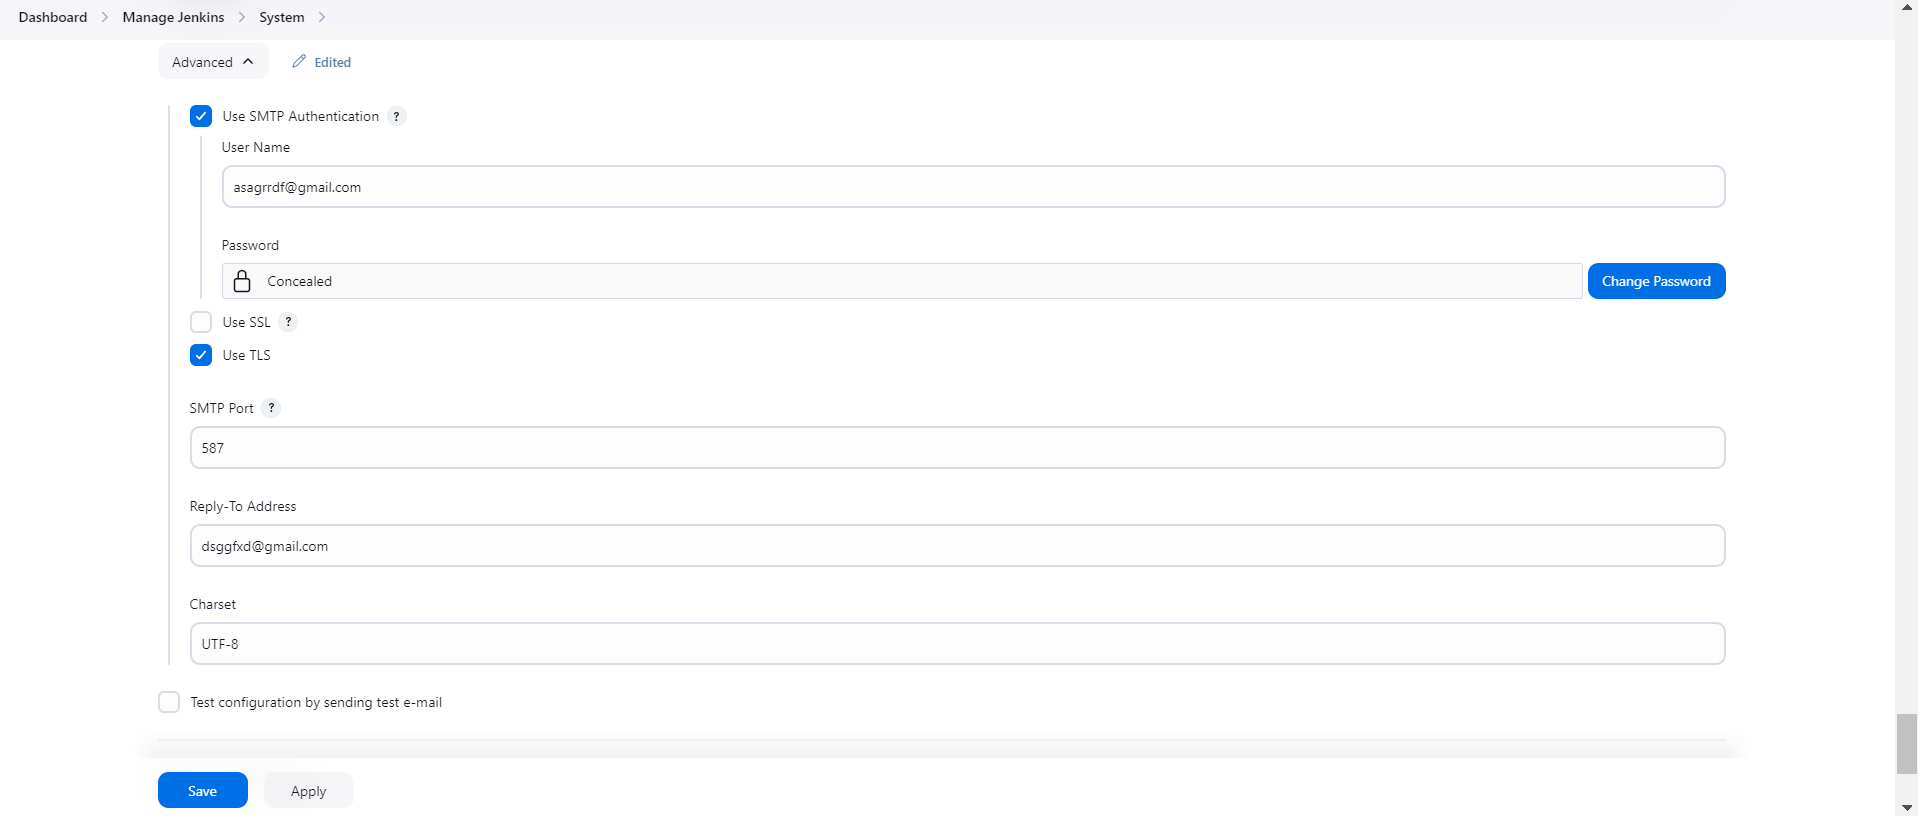 Dashboard > Manage Jenkins > System >
Advanced Edited
Use SMTP Authentication ?
User Name
asagrrdf@gmail.com
Password
Concealed Change Password
Use SSL ?
Use TLS
SMTP Port ?
587
Reply-To Address
dsggfxd@gmail.com
Charset
UTF-8
Test configuration by sending test e-mail
Save Apply